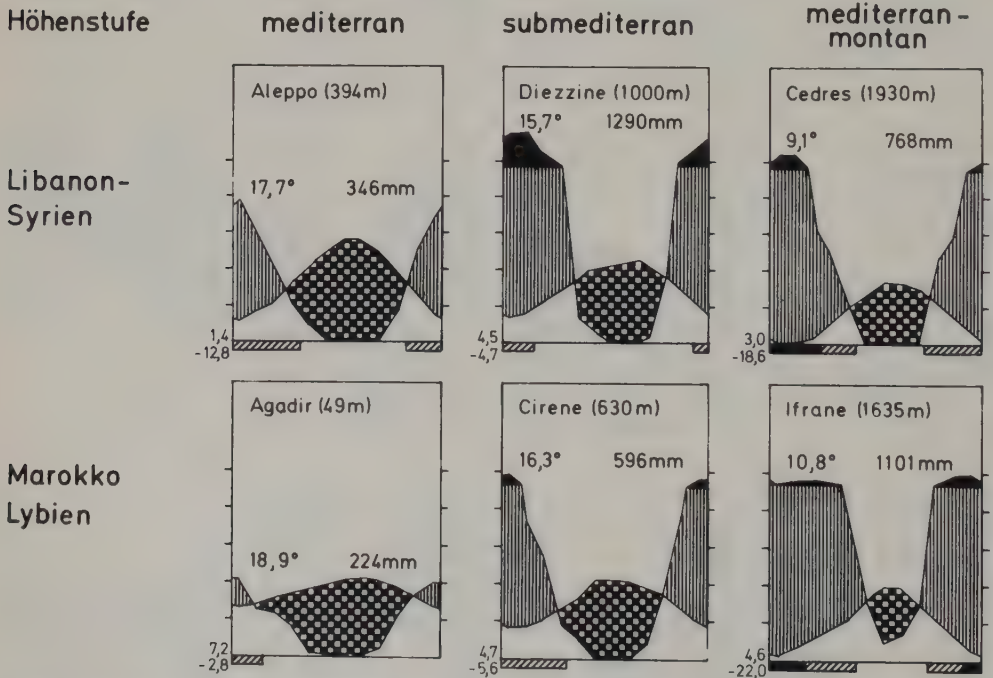 Höhenstufe mediterran submediterran mediterran-
montan
Libanon-
Syrien
Aleppo (394m)
17,7° 346mm
1,4
-12,8
Diezzine (1000m)
15,7° 1290mm
4,5
-4,7
Cedres (1930m)
9,1° 768mm
3,0
-18,6
Marokko
Lybien
Agadir (49m)
18,9° 224mm
7,2
-2,8
Cirene (630m)
16,3° 596mm
4,7
-5,6
Ifrane (1635m)
10,8° 1101mm
4,6
-22,0